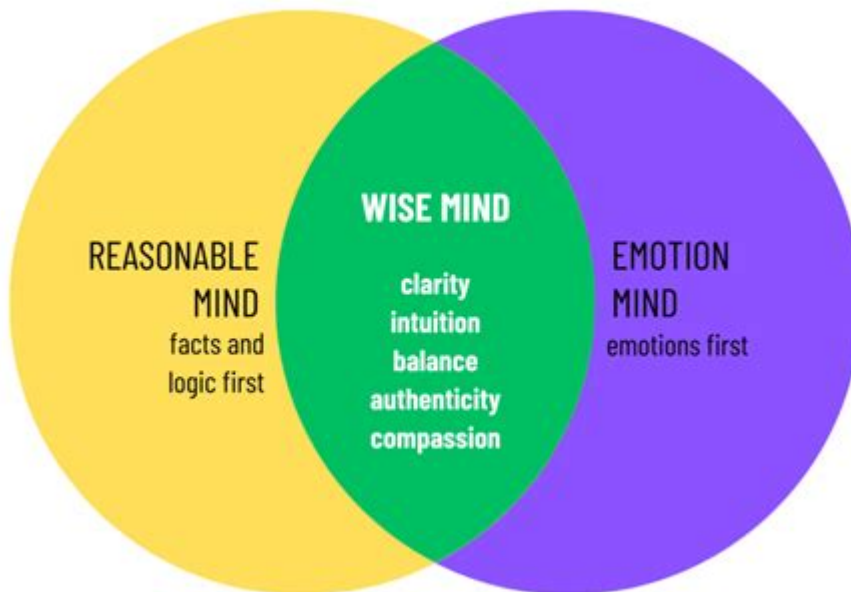 REASONABLE
MIND
facts and
logic first
WISE MIND
clarity
intuition
balance
authenticity
compassion
EMOTION
MIND
emotions first